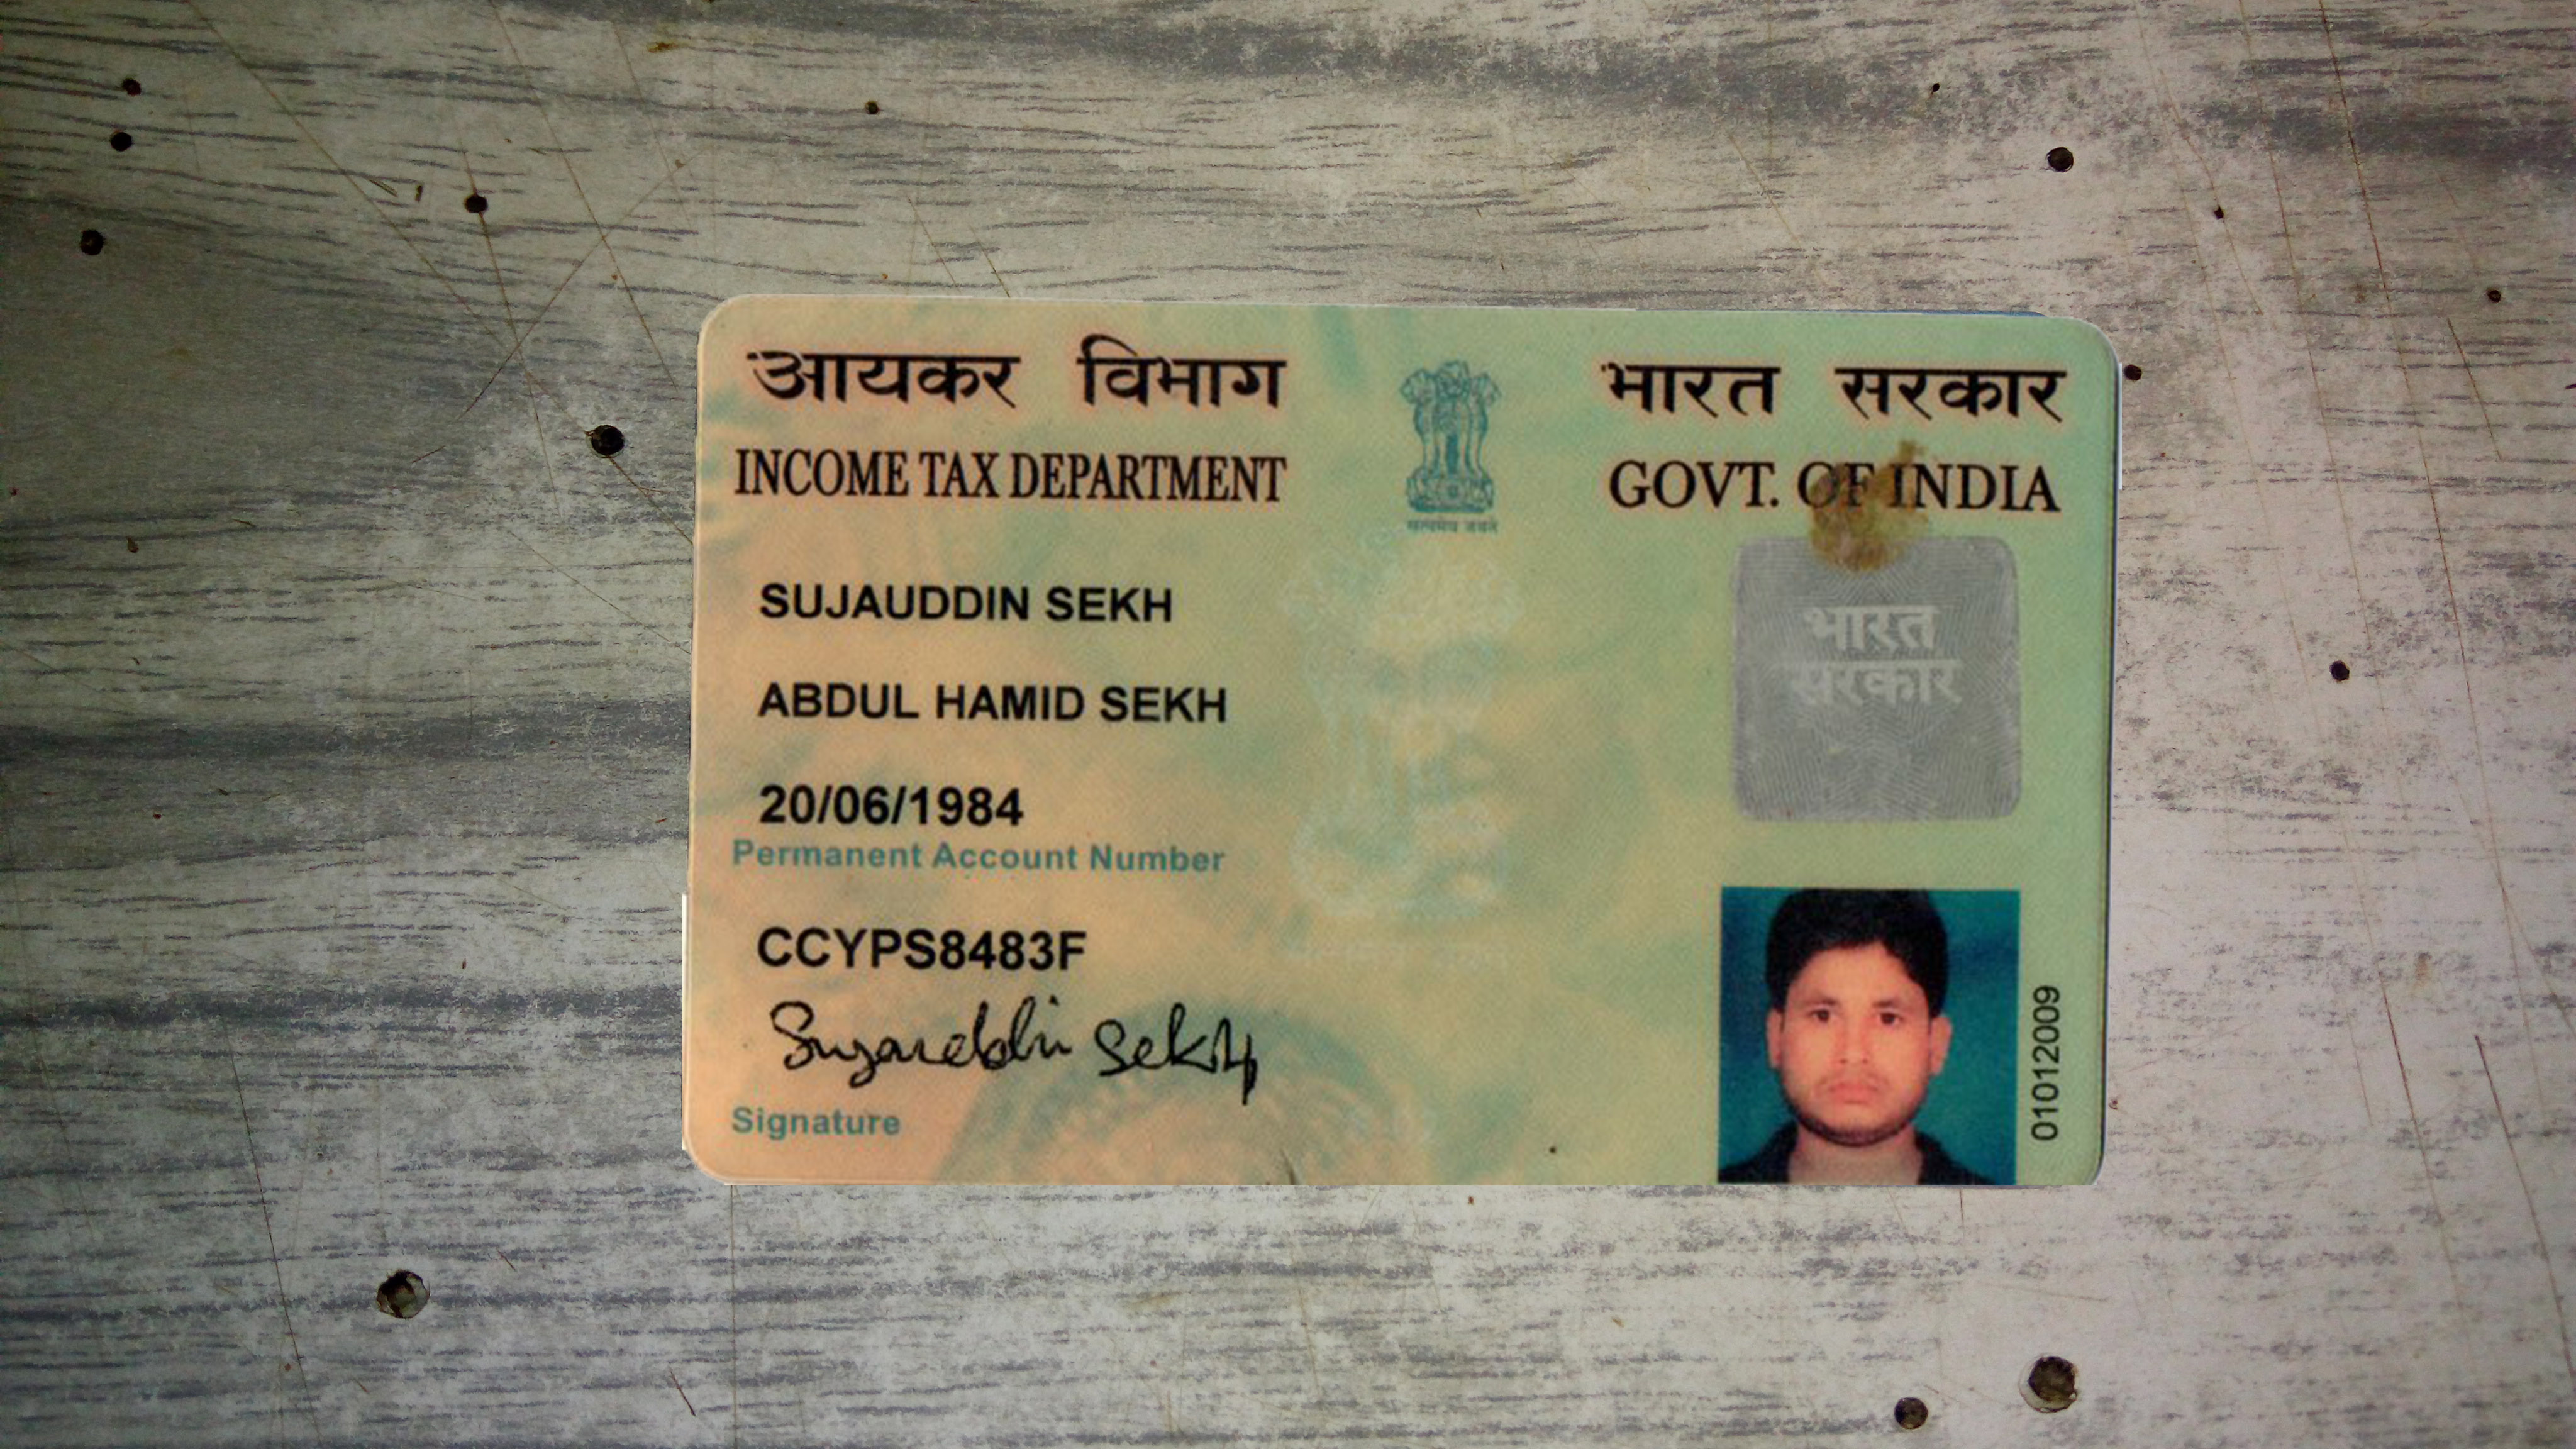 आयकर विभाग
INCOME TAX DEPARTMENT
सत्यमेव जयते
भारत सरकार
GOVT. OF INDIA
SUJAUDDIN SEKH
ABDUL HAMID SEKH
20/06/1984
Permanent Account Number
CCYPS8483F
Sujauddin Sekh
Signature
भारत
सरकार
01012009